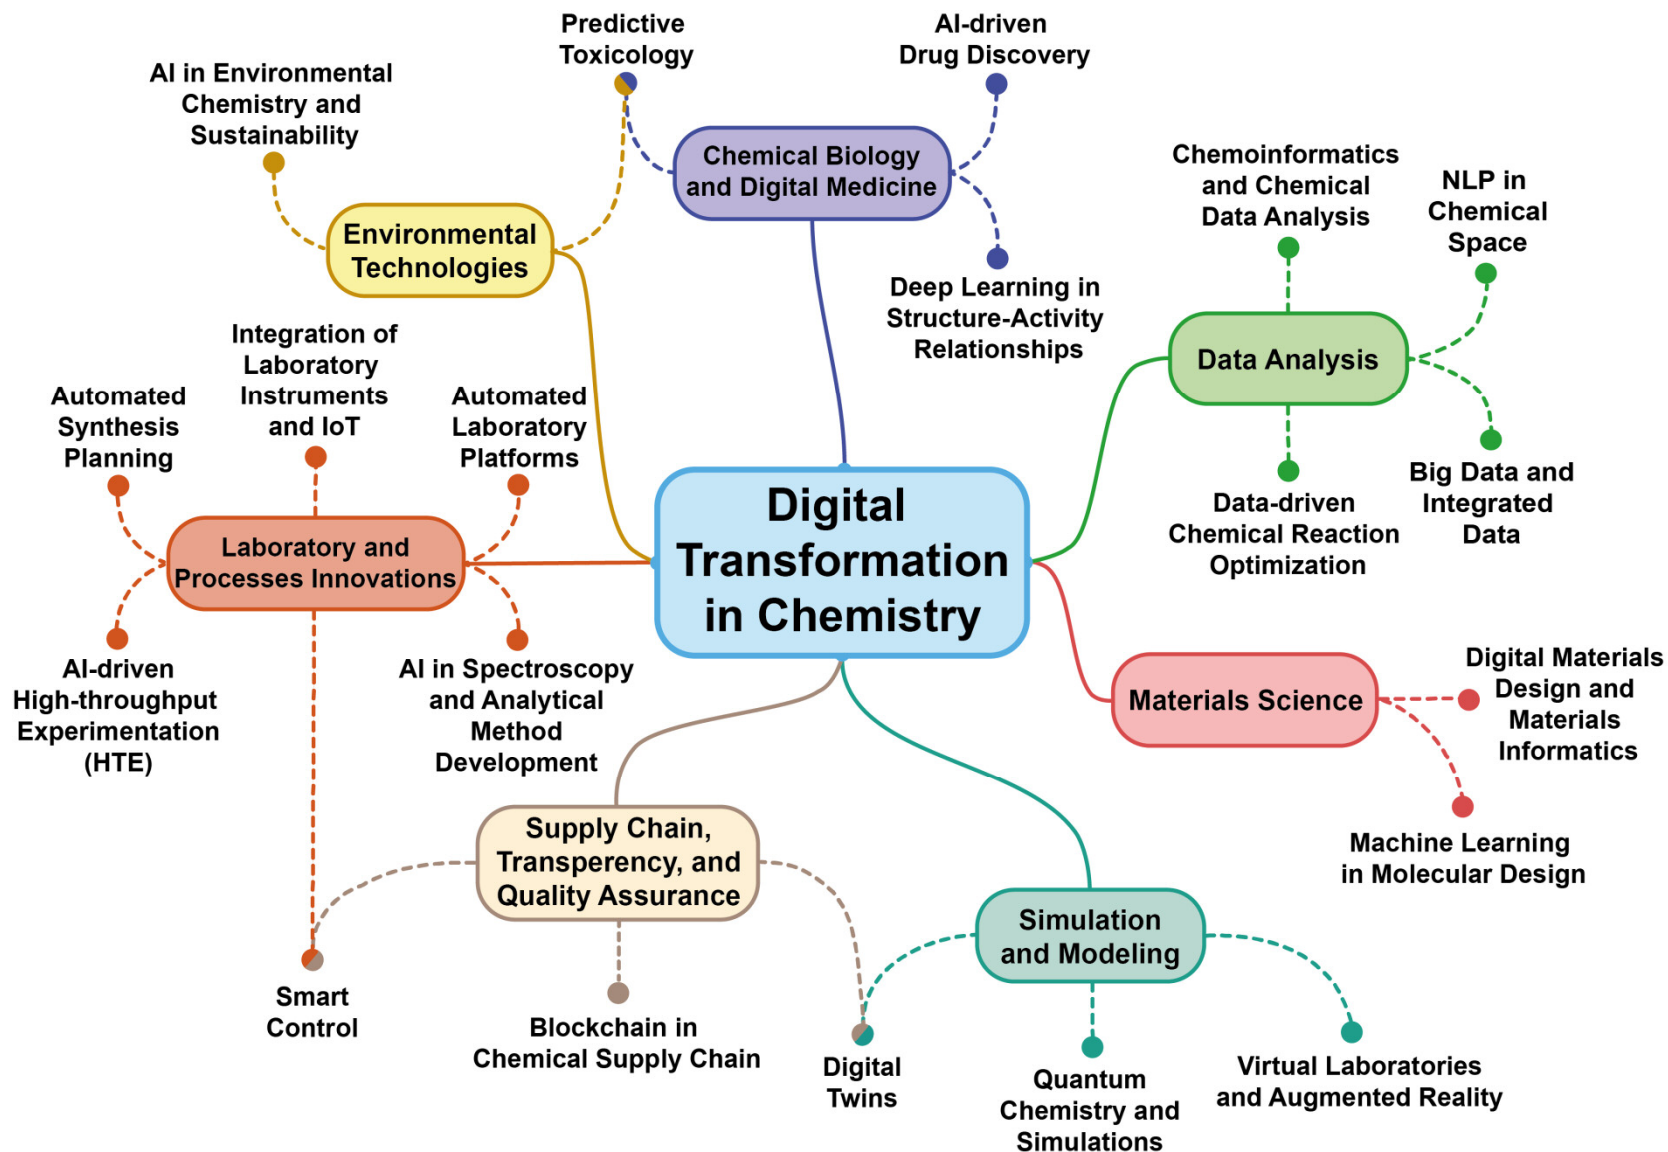 Predictive
Toxicology
AI-driven
Drug Discovery
AI in Environmental
Chemistry and
Sustainability
Chemical Biology
and Digital Medicine
Chemoinformatics
and Chemical
Data Analysis
NLP in
Chemical
Space
Environmental
Technologies
Deep Learning in
Structure-Activity
Relationships
Integration of
Laboratory
Instruments
and IoT
Automated
Synthesis
Planning
Automated
Laboratory
Platforms
Data Analysis
Big Data and
Integrated
Data
Data-driven
Chemical Reaction
Optimization
Digital
Transformation
in Chemistry
Laboratory and
Processes Innovations
AI-driven
High-throughput
Experimentation
(HTE)
AI in Spectroscopy
and Analytical
Method
Development
Materials Science
Digital Materials
Design and
Materials
Informatics
Machine Learning
in Molecular Design
Supply Chain,
Transperency, and
Quality Assurance
Simulation
and Modeling
Smart
Control
Blockchain in
Chemical Supply Chain
Digital
Twins
Quantum
Chemistry and
Simulations
Virtual Laboratories
and Augmented Reality